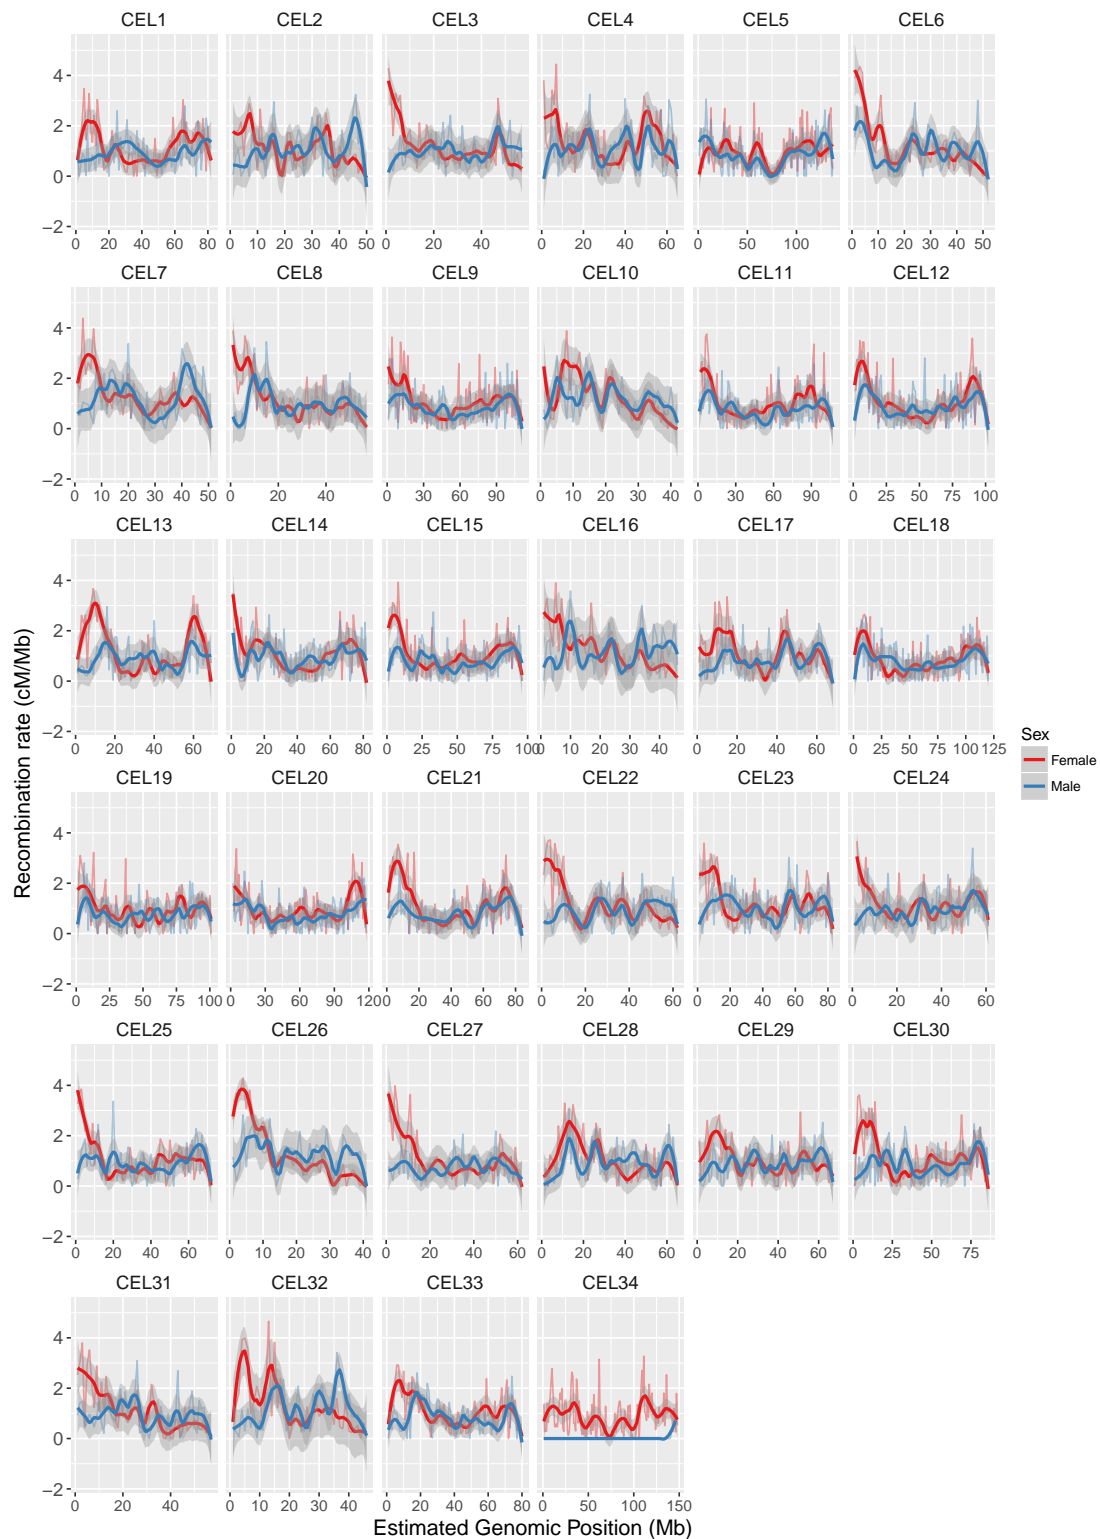 CEL1 CEL2 CEL3 CEL4 CEL5 CEL6
4
2
0
−2
0 20 40 60 80 0 10 20 30 40 50 0 20 40 0 20 40 60 0 50 100 0 10 20 30 40 50
CEL7 CEL8 CEL9 CEL10 CEL11 CEL12
4
2
0
−2
0 10 20 30 40 50 0 20 40 0 30 60 90 0 10 20 30 40 0 30 60 90 0 25 50 75 100
CEL13 CEL14 CEL15 CEL16 CEL17 CEL18
4
2
0
−2
0 20 40 60 0 20 40 60 80 0 25 50 75 100 0 10 20 30 40 0 20 40 60 0 25 50 75 100 125
CEL19 CEL20 CEL21 CEL22 CEL23 CEL24
4
2
0
−2
0 25 50 75 100 0 30 60 90 120 0 20 40 60 80 0 20 40 60 0 20 40 60 80 0 20 40 60
CEL25 CEL26 CEL27 CEL28 CEL29 CEL30
4
2
0
−2
0 20 40 60 0 10 20 30 40 0 20 40 60 0 20 40 60 0 20 40 60 0 25 50 75
CEL31 CEL32 CEL33 CEL34
4
2
0
−2
0 20 40 0 10 20 30 40 0 20 40 60 80 0 50 100 150
Estimated Genomic Position (Mb)
Recombination rate (cM/Mb)
Sex
Female
Male